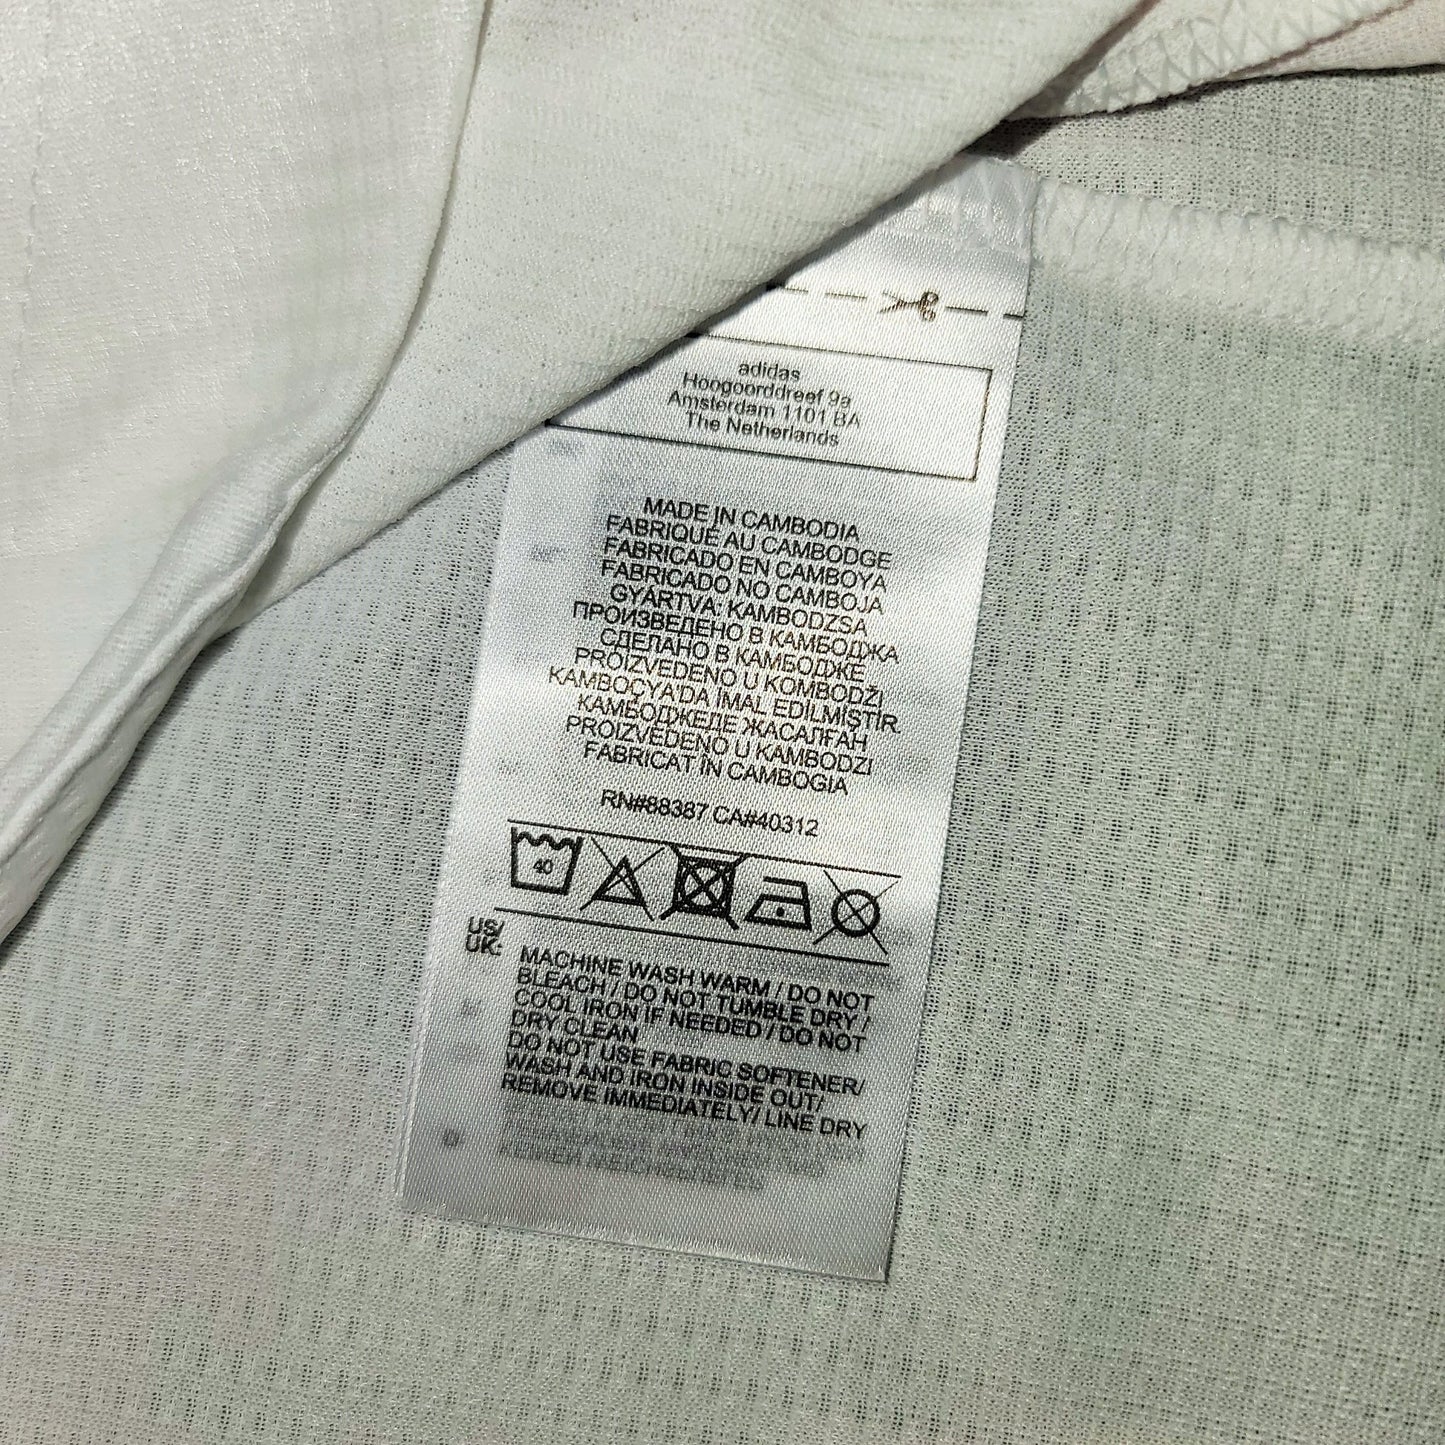 adidas
Hoogoorddreef 9a
Amsterdam 1101 BA
The Netherlands
MADE IN CAMBODIA
FABRIQUÉ AU CAMBODGE
FABRICADO EN CAMBOYA
FABRICADO NO CAMBOJA
GYÁRTVA: KAMBODZSA
ПРОИЗВЕДЕНО В КАМБОДЖА
СДЕЛАНО В КАМБОДЖЕ
PROIZVEDENO U KOMBODŽI
KAMBOÇYA'DA İMAL EDİLMİŞTİR
КАМБОДЖЕДЕ ЖАСАЛҒАН
PROIZVEDENO U KAMBODZI
FABRICAT ÎN CAMBOGIA
RN#88387 CA#40312
40
US/
UK:
MACHINE WASH WARM / DO NOT
BLEACH / DO NOT TUMBLE DRY /
COOL IRON IF NEEDED / DO NOT
DRY CLEAN
DO NOT USE FABRIC SOFTENER/
WASH AND IRON INSIDE OUT/
REMOVE IMMEDIATELY/ LINE DRY